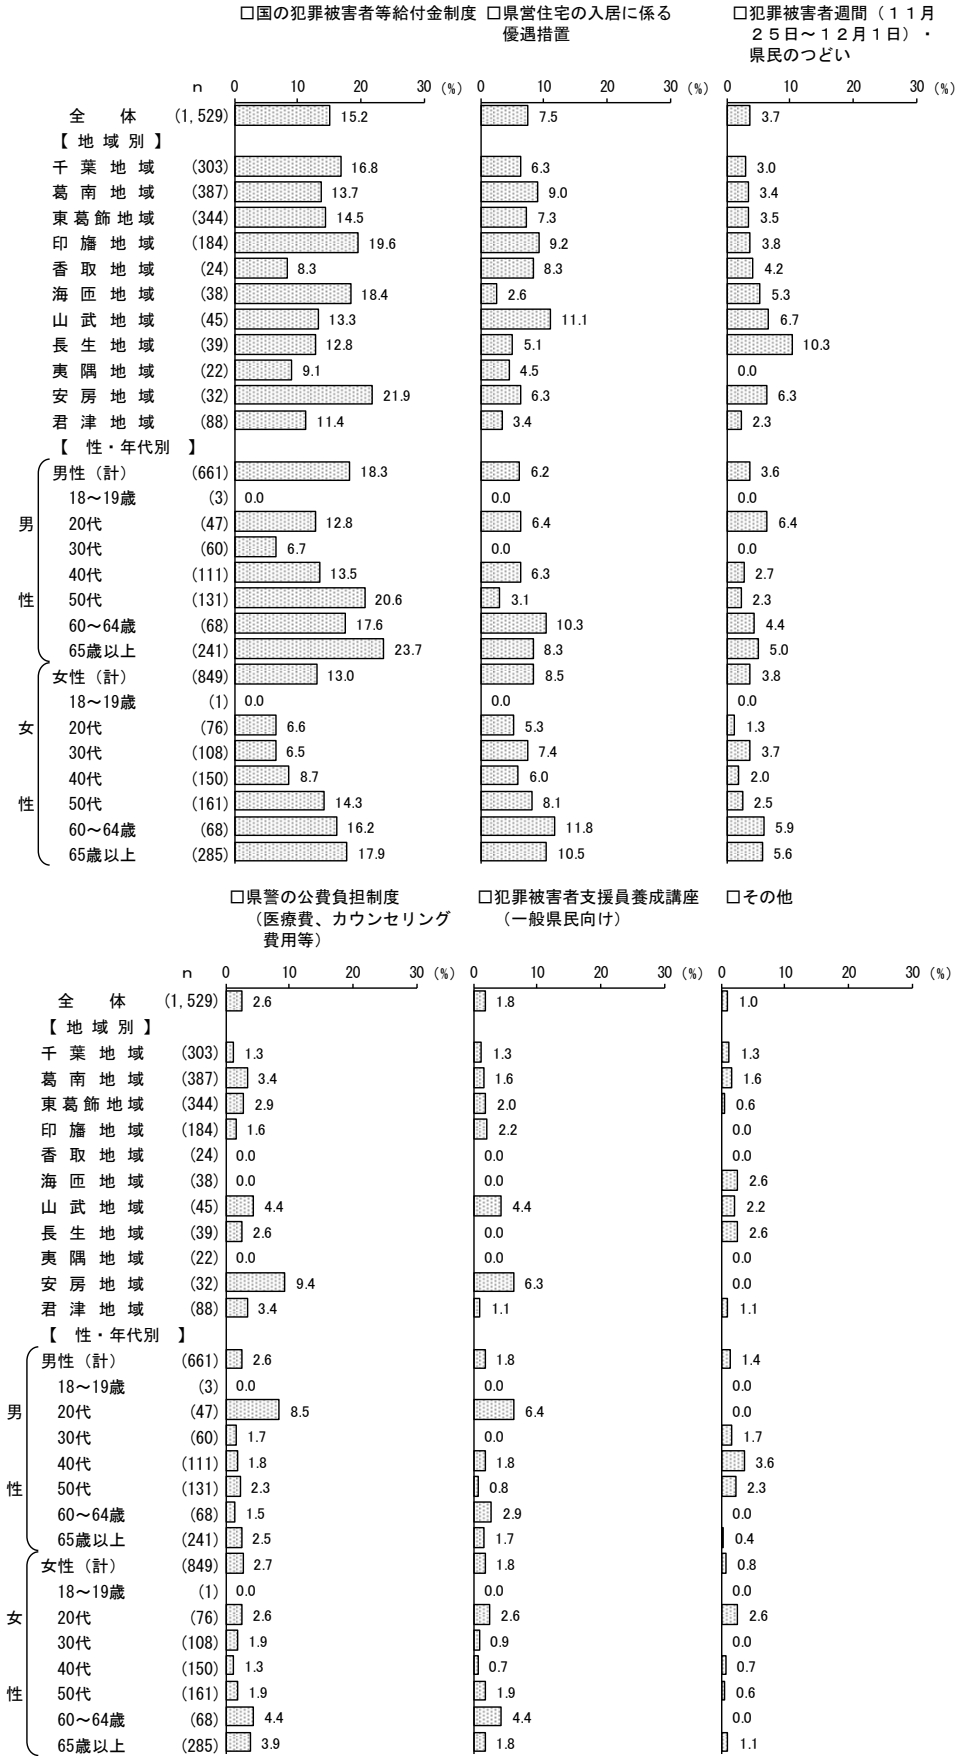 □国の犯罪被害者等給付金制度 □県営住宅の入居に係る優遇措置 □犯罪被害者週間（１１月２５日～１２月１日）・県民のつどい
n 0 10 20 30 (%) 0 10 20 30 (%) 0 10 20 30 (%)
全体 (1,529) 15.2 7.5 3.7
【地域別】
千葉地域 (303) 16.8 6.3 3.0
葛南地域 (387) 13.7 9.0 3.4
東葛飾地域 (344) 14.5 7.3 3.5
印旛地域 (184) 19.6 9.2 3.8
香取地域 (24) 8.3 8.3 4.2
海匝地域 (38) 18.4 2.6 5.3
山武地域 (45) 13.3 11.1 6.7
長生地域 (39) 12.8 5.1 10.3
夷隅地域 (22) 9.1 4.5 0.0
安房地域 (32) 21.9 6.3 6.3
君津地域 (88) 11.4 3.4 2.3
【 性・年代別 】
男性（計） (661) 18.3 6.2 3.6
18～19歳 (3) 0.0 0.0 0.0
男 20代 (47) 12.8 6.4 6.4
30代 (60) 6.7 0.0 0.0
40代 (111) 13.5 6.3 2.7
性 50代 (131) 20.6 3.1 2.3
60～64歳 (68) 17.6 10.3 4.4
65歳以上 (241) 23.7 8.3 5.0
女性（計） (849) 13.0 8.5 3.8
18～19歳 (1) 0.0 0.0 0.0
女 20代 (76) 6.6 5.3 1.3
30代 (108) 6.5 7.4 3.7
40代 (150) 8.7 6.0 2.0
性 50代 (161) 14.3 8.1 2.5
60～64歳 (68) 16.2 11.8 5.9
65歳以上 (285) 17.9 10.5 5.6
□県警の公費負担制度（医療費、カウンセリング費用等） □犯罪被害者支援員養成講座（一般県民向け） □その他
n 0 10 20 30 (%) 0 10 20 30 (%) 0 10 20 30 (%)
全体 (1,529) 2.6 1.8 1.0
【地域別】
千葉地域 (303) 1.3 1.3 1.3
葛南地域 (387) 3.4 1.6 1.6
東葛飾地域 (344) 2.9 2.0 0.6
印旛地域 (184) 1.6 2.2 0.0
香取地域 (24) 0.0 0.0 0.0
海匝地域 (38) 0.0 0.0 2.6
山武地域 (45) 4.4 4.4 2.2
長生地域 (39) 2.6 0.0 2.6
夷隅地域 (22) 0.0 0.0 0.0
安房地域 (32) 9.4 6.3 0.0
君津地域 (88) 3.4 1.1 1.1
【 性・年代別 】
男性（計） (661) 2.6 1.8 1.4
18～19歳 (3) 0.0 0.0 0.0
男 20代 (47) 8.5 6.4 0.0
30代 (60) 1.7 0.0 1.7
40代 (111) 1.8 1.8 3.6
性 50代 (131) 2.3 0.8 2.3
60～64歳 (68) 1.5 2.9 0.0
65歳以上 (241) 2.5 1.7 0.4
女性（計） (849) 2.7 1.8 0.8
18～19歳 (1) 0.0 0.0 0.0
女 20代 (76) 2.6 2.6 2.6
30代 (108) 1.9 0.9 0.0
40代 (150) 1.3 0.7 0.7
性 50代 (161) 1.9 1.9 0.6
60～64歳 (68) 4.4 4.4 0.0
65歳以上 (285) 3.9 1.8 1.1